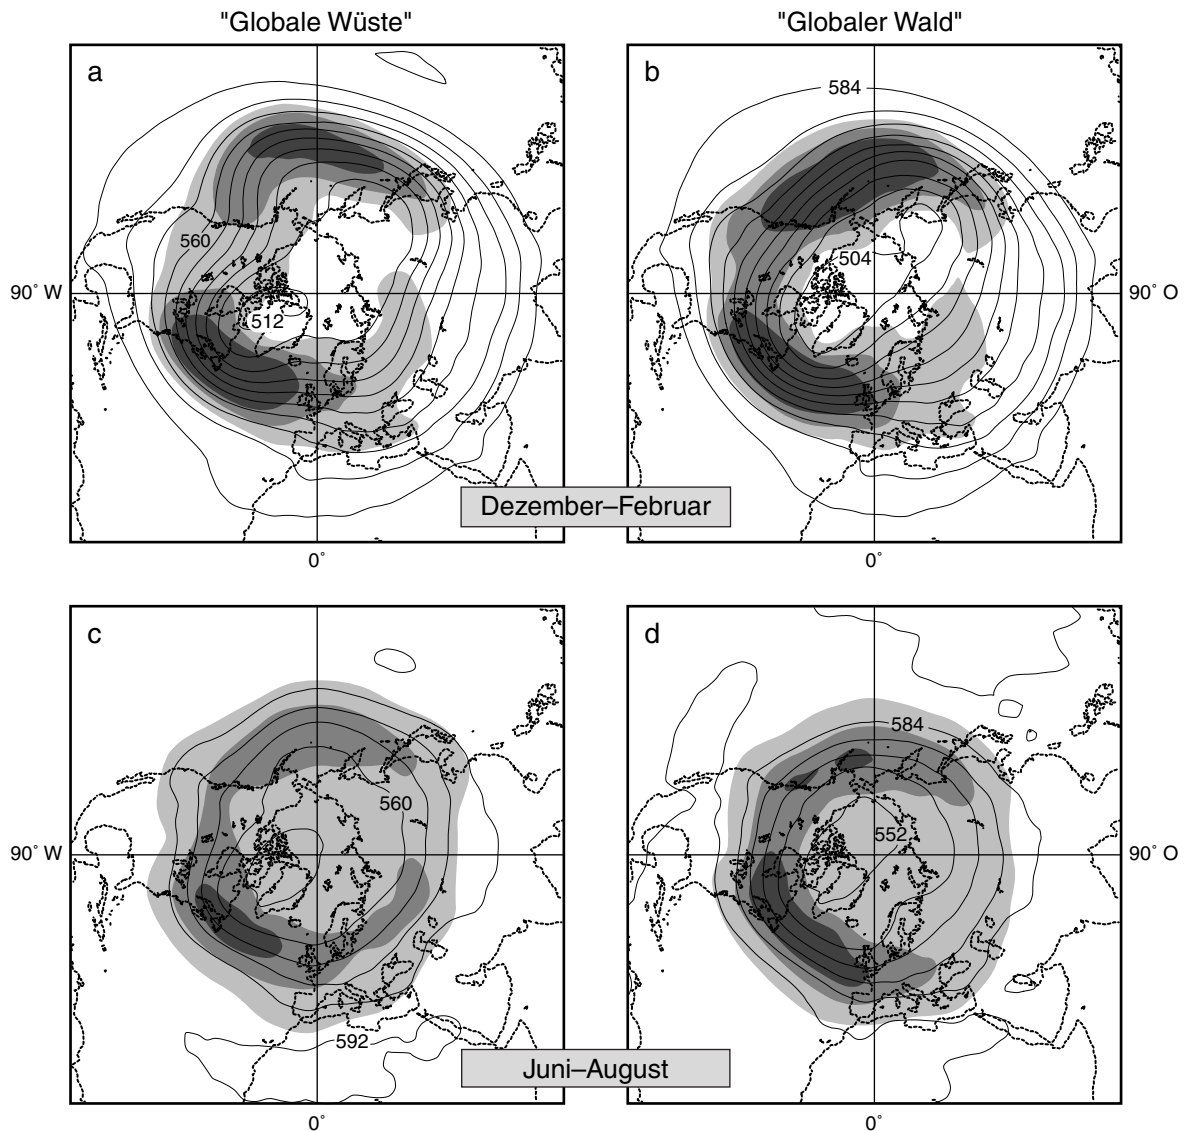 "Globale Wüste"
"Globaler Wald"
a
b
584
560
504
512
90° W
90° O
Dezember–Februar
0°
0°
c
d
584
560
552
90° W
90° O
592
Juni–August
0°
0°